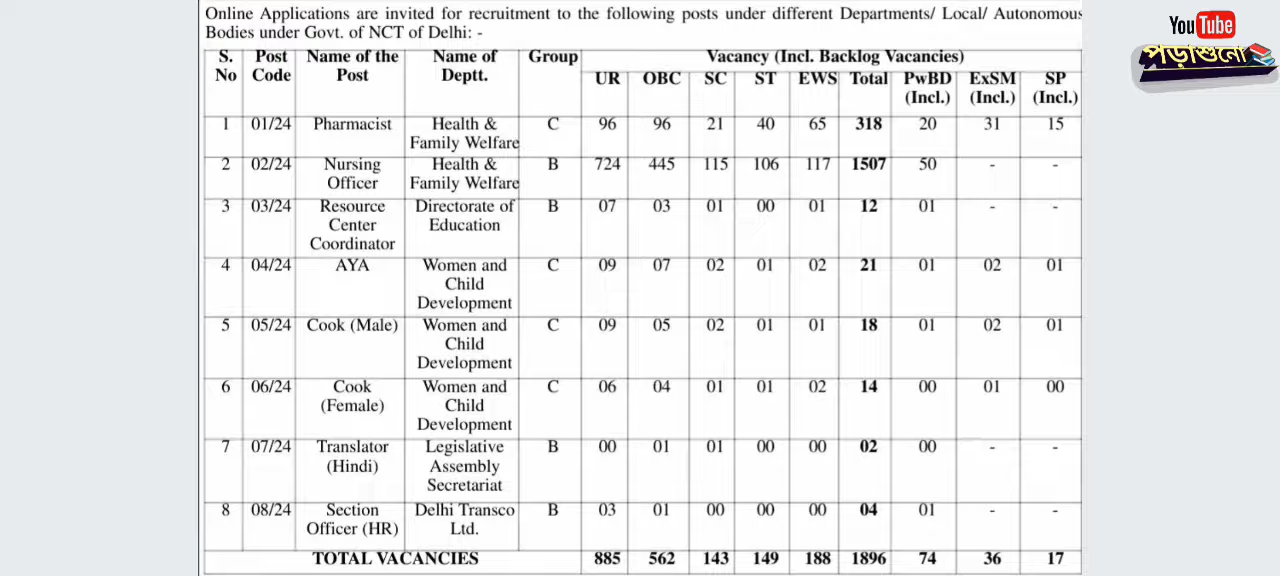 Online Applications are invited for recruitment to the following posts under different Departments/ Local/ Autonomous
Bodies under Govt. of NCT of Delhi: -
S. No | Post Code | Name of the Post | Name of Deptt. | Group | Vacancy (Incl. Backlog Vacancies)
UR | OBC | SC | ST | EWS | Total | PwBD (Incl.) | ExSM (Incl.) | SP (Incl.)
1 | 01/24 | Pharmacist | Health & Family Welfare | C | 96 | 96 | 21 | 40 | 65 | 318 | 20 | 31 | 15
2 | 02/24 | Nursing Officer | Health & Family Welfare | B | 724 | 445 | 115 | 106 | 117 | 1507 | 50 | - | -
3 | 03/24 | Resource Center Coordinator | Directorate of Education | B | 07 | 03 | 01 | 00 | 01 | 12 | 01 | - | -
4 | 04/24 | AYA | Women and Child Development | C | 09 | 07 | 02 | 01 | 02 | 21 | 01 | 02 | 01
5 | 05/24 | Cook (Male) | Women and Child Development | C | 09 | 05 | 02 | 01 | 01 | 18 | 01 | 02 | 01
6 | 06/24 | Cook (Female) | Women and Child Development | C | 06 | 04 | 01 | 01 | 02 | 14 | 00 | 01 | 00
7 | 07/24 | Translator (Hindi) | Legislative Assembly Secretariat | B | 00 | 01 | 01 | 00 | 00 | 02 | 00 | - | -
8 | 08/24 | Section Officer (HR) | Delhi Transco Ltd. | B | 03 | 01 | 00 | 00 | 00 | 04 | 01 | - | -
TOTAL VACANCIES | 885 | 562 | 143 | 149 | 188 | 1896 | 74 | 36 | 17
YouTube
পড়াশুনো